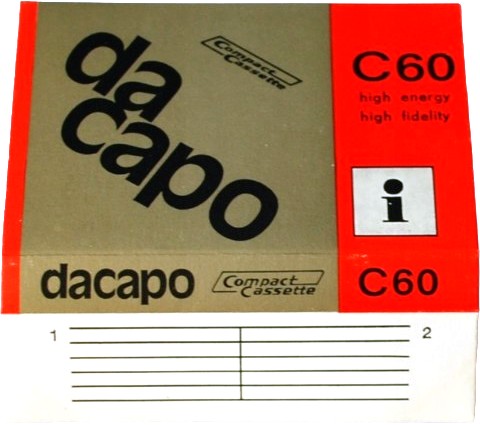 da
capo
Compact
Cassette
C60
high energy
high fidelity
i
dacapo
Compact
Cassette
C60
1
2